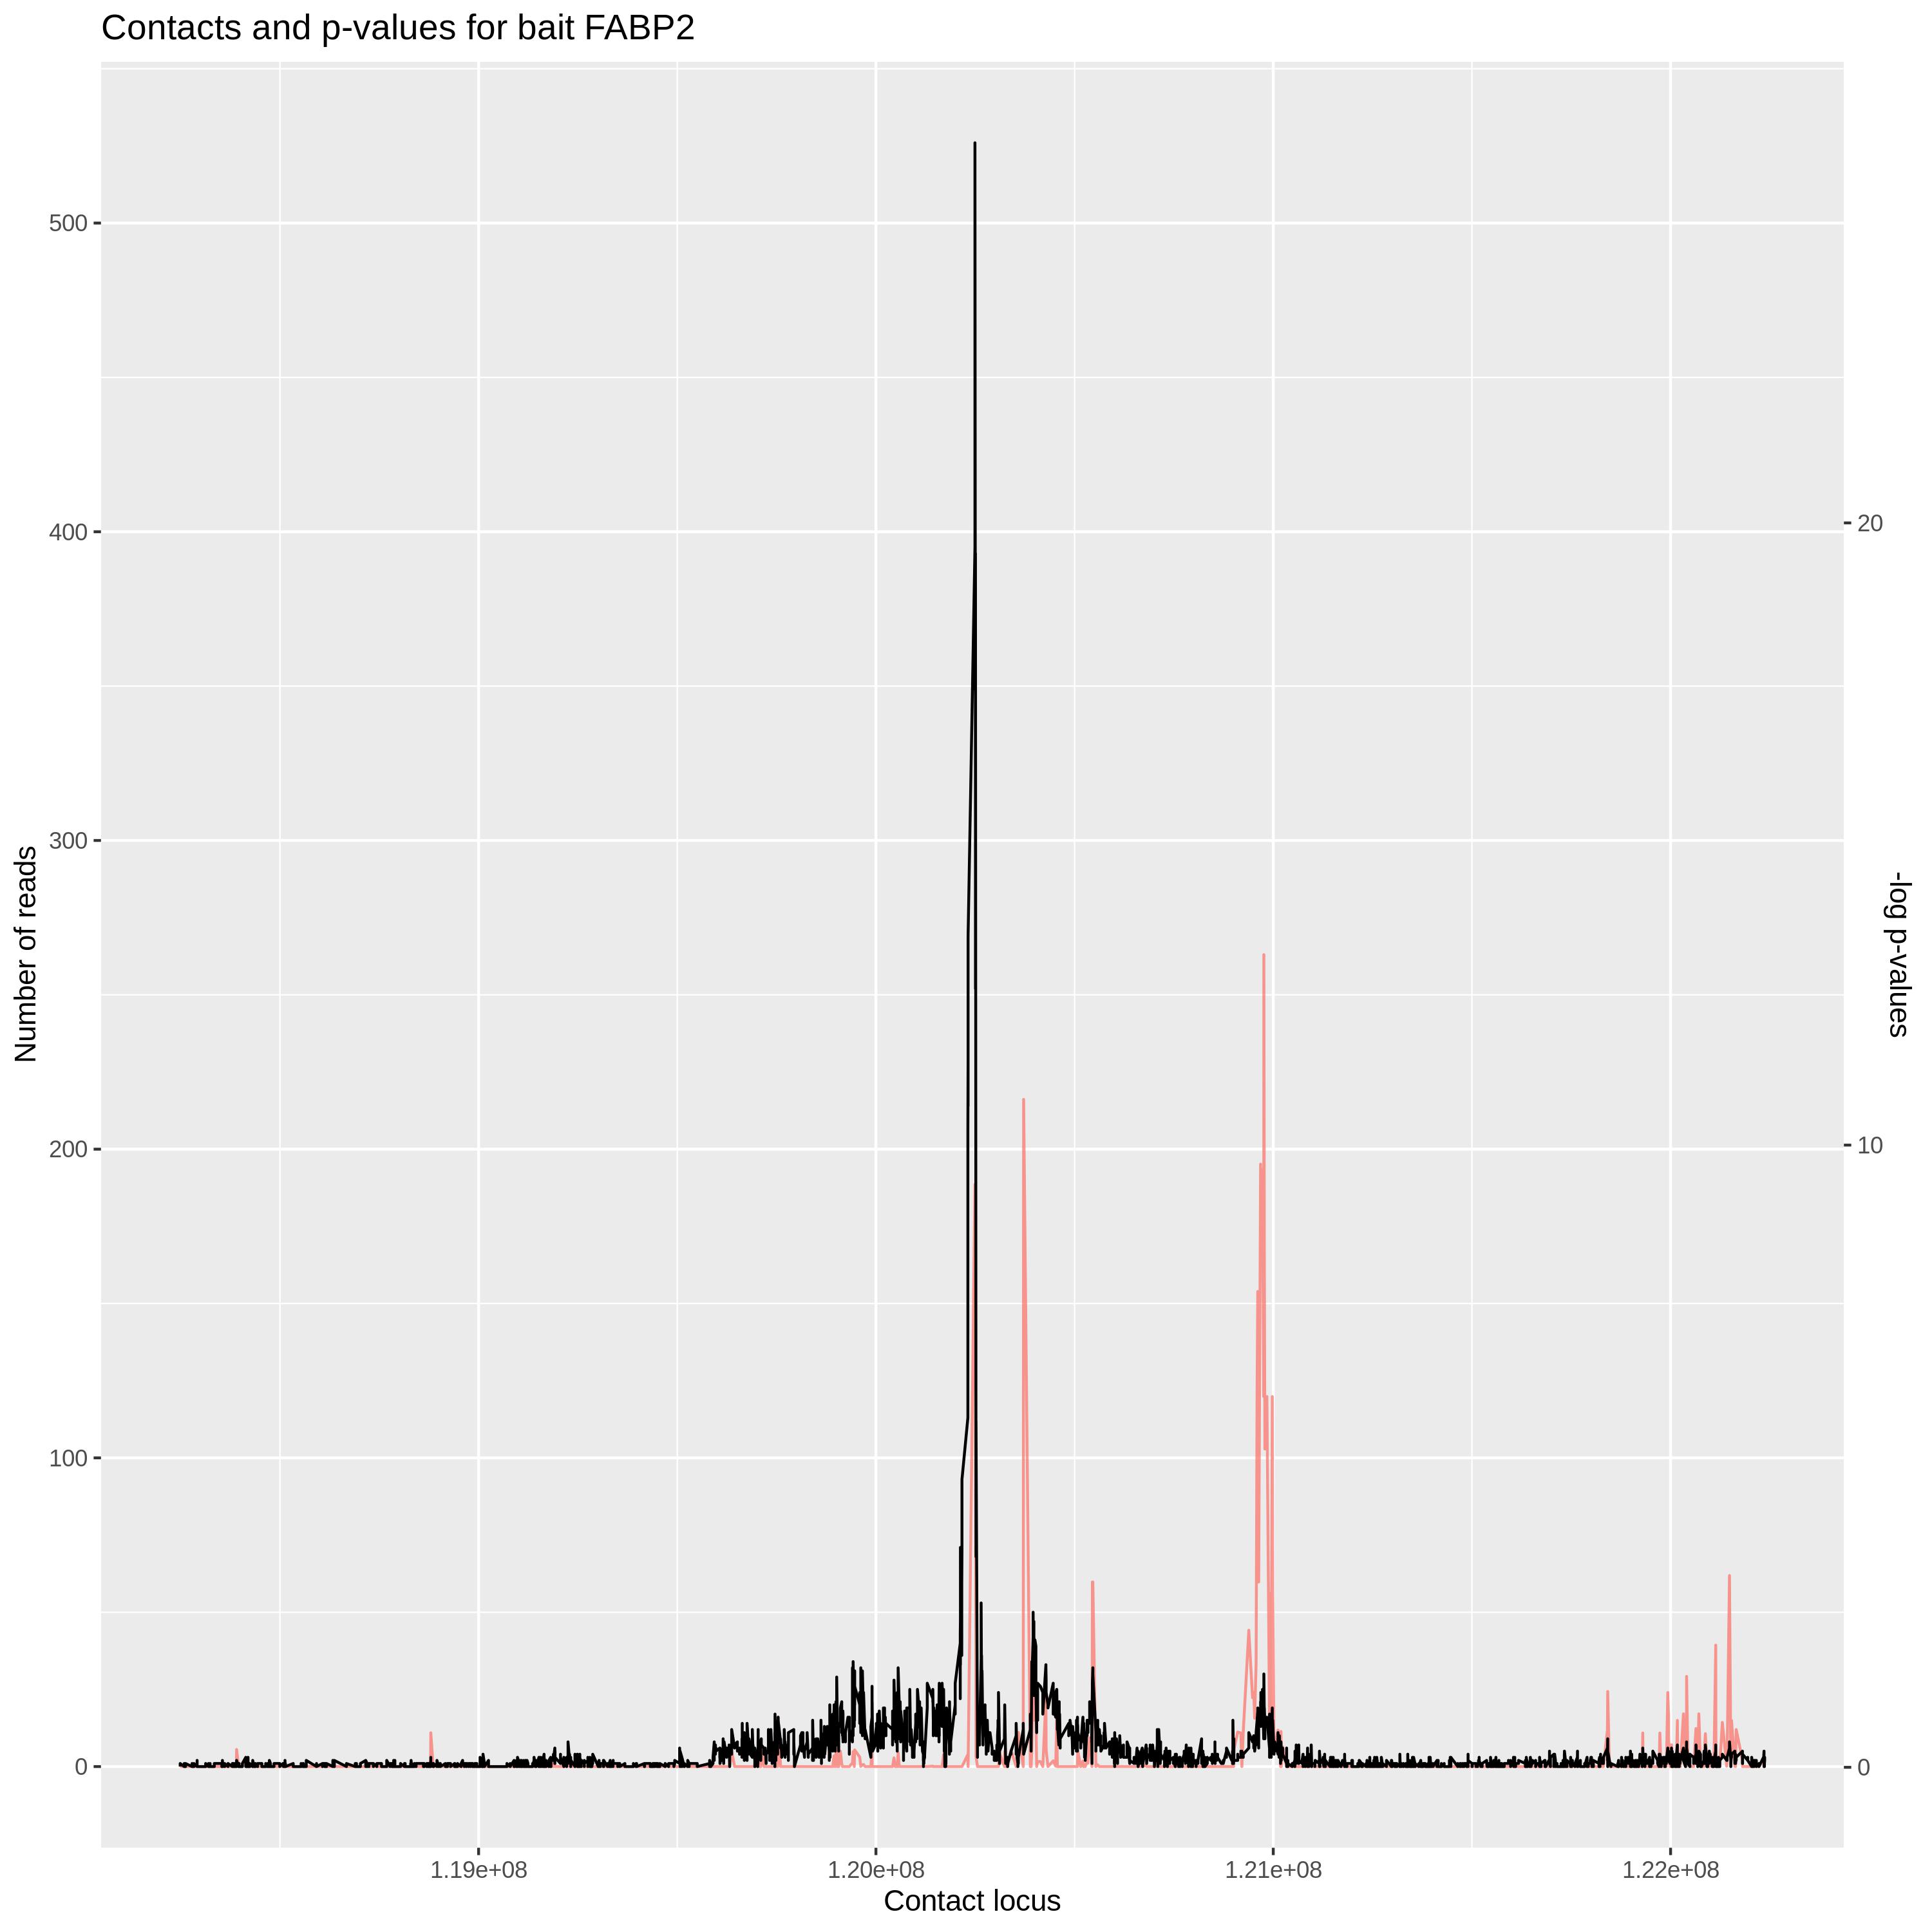 Contacts and p-values for bait FABP2
500
400
300
200
100
0
Number of reads
20
10
0
-log p-values
1.19e+08
1.20e+08
1.21e+08
1.22e+08
Contact locus